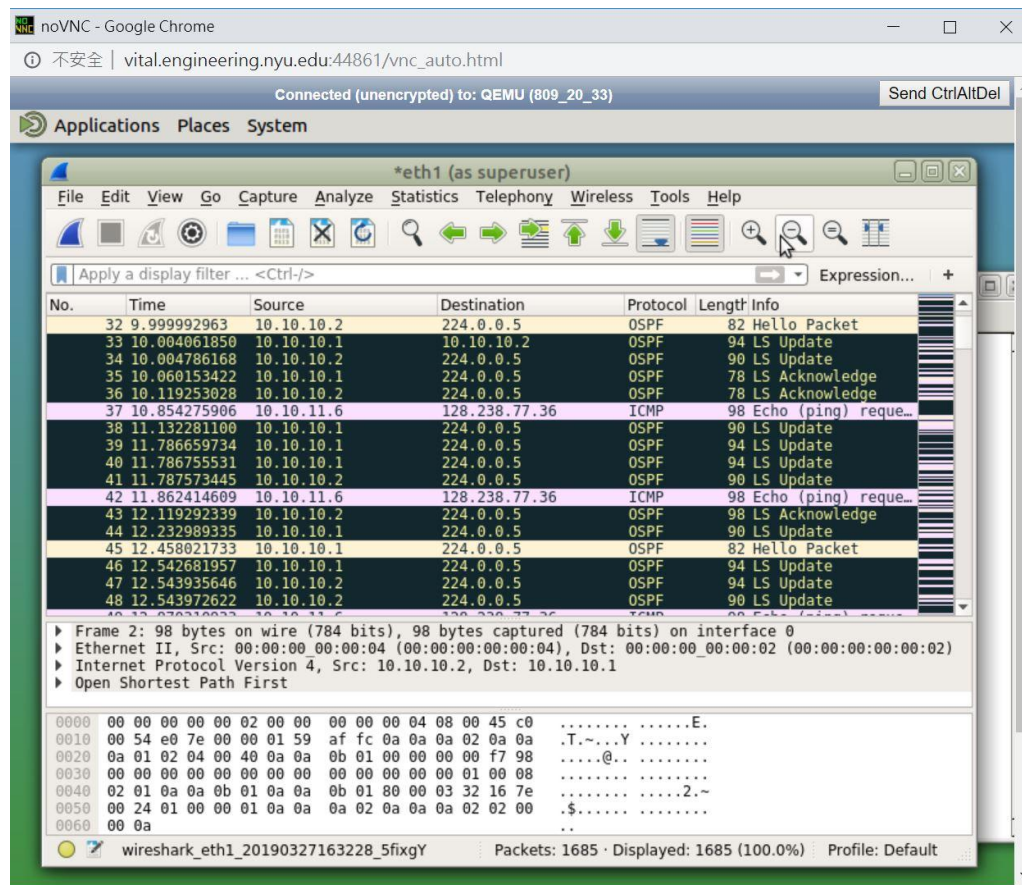 noVNC - Google Chrome
不安全 | vital.engineering.nyu.edu:44861/vnc_auto.html
Connected (unencrypted) to: QEMU (809_20_33)
Send CtrlAltDel
Applications Places System
*eth1 (as superuser)
File Edit View Go Capture Analyze Statistics Telephony Wireless Tools Help
Apply a display filter ... <Ctrl-/>
Expression... +
No. Time Source Destination Protocol Length Info
32 9.999992963 10.10.10.2 224.0.0.5 OSPF 82 Hello Packet
33 10.004061850 10.10.10.1 10.10.10.2 OSPF 94 LS Update
34 10.004786168 10.10.10.2 224.0.0.5 OSPF 90 LS Update
35 10.060153422 10.10.10.1 224.0.0.5 OSPF 78 LS Acknowledge
36 10.119253028 10.10.10.2 224.0.0.5 OSPF 78 LS Acknowledge
37 10.854275906 10.10.11.6 128.238.77.36 ICMP 98 Echo (ping) reque…
38 11.132281100 10.10.10.1 224.0.0.5 OSPF 90 LS Update
39 11.786659734 10.10.10.1 224.0.0.5 OSPF 94 LS Update
40 11.786755531 10.10.10.1 224.0.0.5 OSPF 94 LS Update
41 11.787573445 10.10.10.2 224.0.0.5 OSPF 90 LS Update
42 11.862414609 10.10.11.6 128.238.77.36 ICMP 98 Echo (ping) reque…
43 12.119292339 10.10.10.2 224.0.0.5 OSPF 98 LS Acknowledge
44 12.232989335 10.10.10.1 224.0.0.5 OSPF 90 LS Update
45 12.458021733 10.10.10.1 224.0.0.5 OSPF 82 Hello Packet
46 12.542681957 10.10.10.1 224.0.0.5 OSPF 94 LS Update
47 12.543935646 10.10.10.2 224.0.0.5 OSPF 94 LS Update
48 12.543972622 10.10.10.2 224.0.0.5 OSPF 90 LS Update
Frame 2: 98 bytes on wire (784 bits), 98 bytes captured (784 bits) on interface 0
Ethernet II, Src: 00:00:00_00:00:04 (00:00:00:00:00:04), Dst: 00:00:00_00:00:02 (00:00:00:00:00:02)
Internet Protocol Version 4, Src: 10.10.10.2, Dst: 10.10.10.1
Open Shortest Path First
0000 00 00 00 00 00 02 00 00 00 00 00 04 08 00 45 c0 ........ ......E.
0010 00 54 e0 7e 00 00 01 59 af fc 0a 0a 0a 02 0a 0a .T.~...Y ........
0020 0a 01 02 04 00 40 0a 0a 0b 01 00 00 00 00 f7 98 .....@.. ........
0030 00 00 00 00 00 00 00 00 00 00 00 00 00 01 00 08 ........ ........
0040 02 01 0a 0a 0b 01 0a 0a 0b 01 80 00 03 32 16 7e ........ .....2.~
0050 00 24 01 00 00 01 0a 0a 0a 02 0a 0a 0a 02 02 00 .$...... ........
0060 00 0a ..
wireshark_eth1_20190327163228_5fixgY Packets: 1685 · Displayed: 1685 (100.0%) Profile: Default